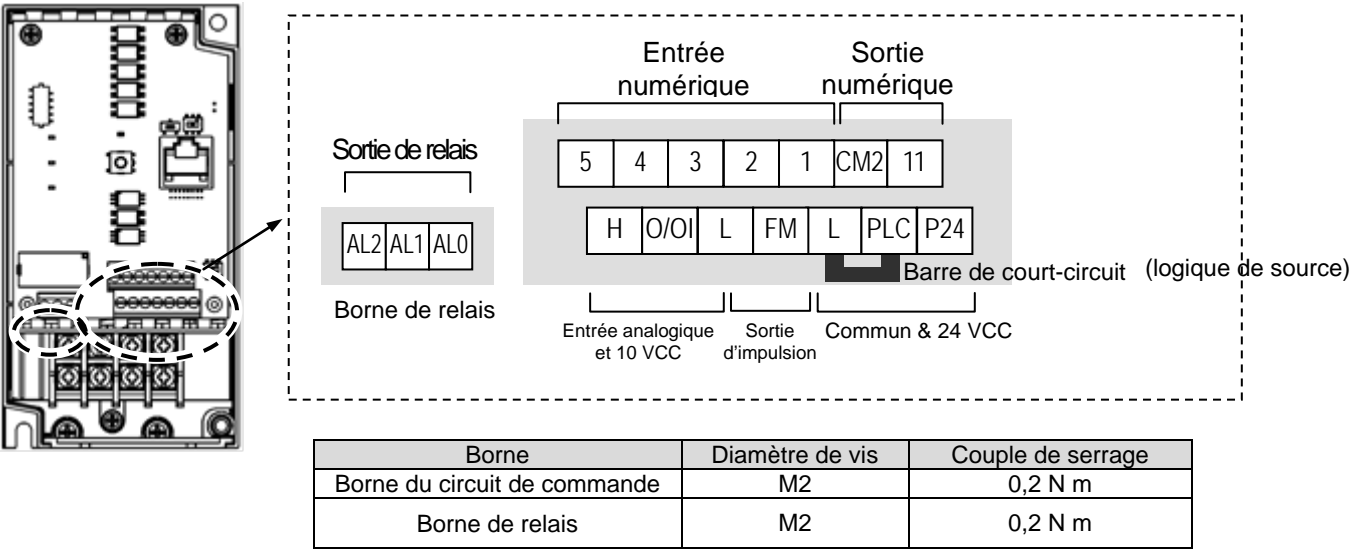 Entrée
numérique
Sortie
numérique
Sortie de relais
5 4 3 2 1 CM2 11
AL2 AL1 AL0
H O/OI L FM L PLC P24
Barre de court-circuit (logique de source)
Borne de relais
Entrée analogique
et 10 VCC
Sortie
d'impulsion
Commun & 24 VCC
Borne Diamètre de vis Couple de serrage
Borne du circuit de commande M2 0,2 N m
Borne de relais M2 0,2 N m